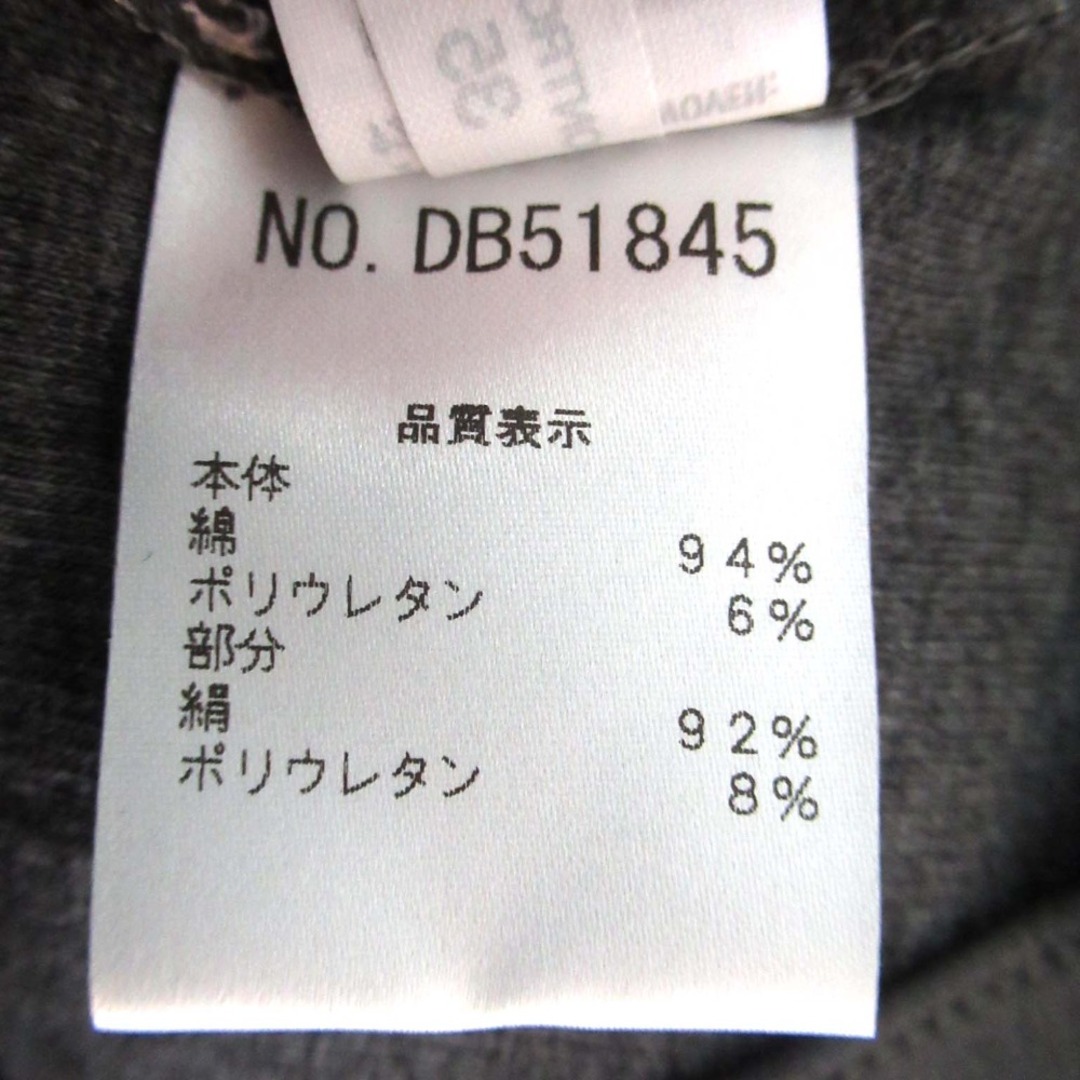 NO. DB51845
品質表示
本体
綿 94%
ポリウレタン 6%
部分
絹 92%
ポリウレタン 8%